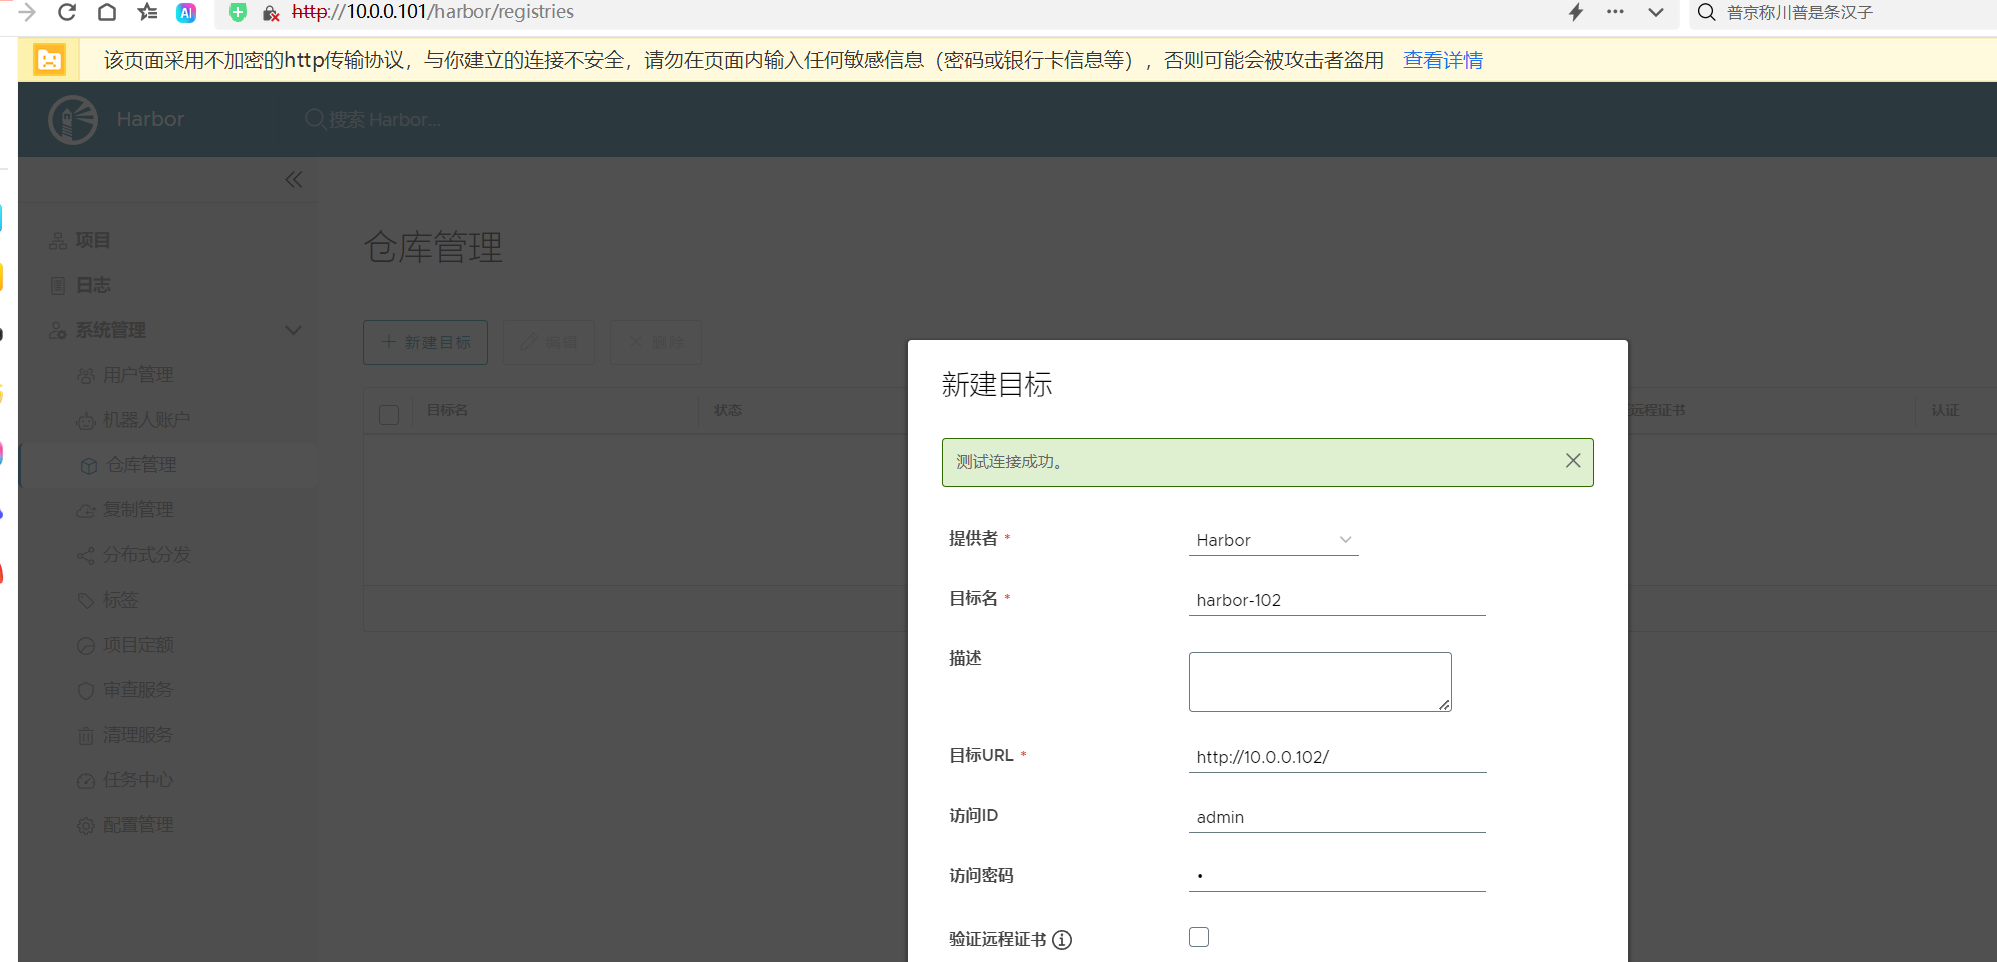 http://10.0.0.101/harbor/registries
普京称川普是条汉子
该页面采用不加密的http传输协议，与你建立的连接不安全，请勿在页面内输入任何敏感信息（密码或银行卡信息等），否则可能会被攻击者盗用 查看详情
Harbor
搜索 Harbor...
项目
日志
系统管理
用户管理
机器人账户
仓库管理
复制管理
分布式分发
标签
项目定额
审查服务
清理服务
任务中心
配置管理
仓库管理
+ 新建目标
编辑
× 删除
目标名
状态
远程证书
认证
新建目标
测试连接成功。
提供者 *
Harbor
目标名 *
harbor-102
描述
目标URL *
http://10.0.0.102/
访问ID
admin
访问密码
•
验证远程证书